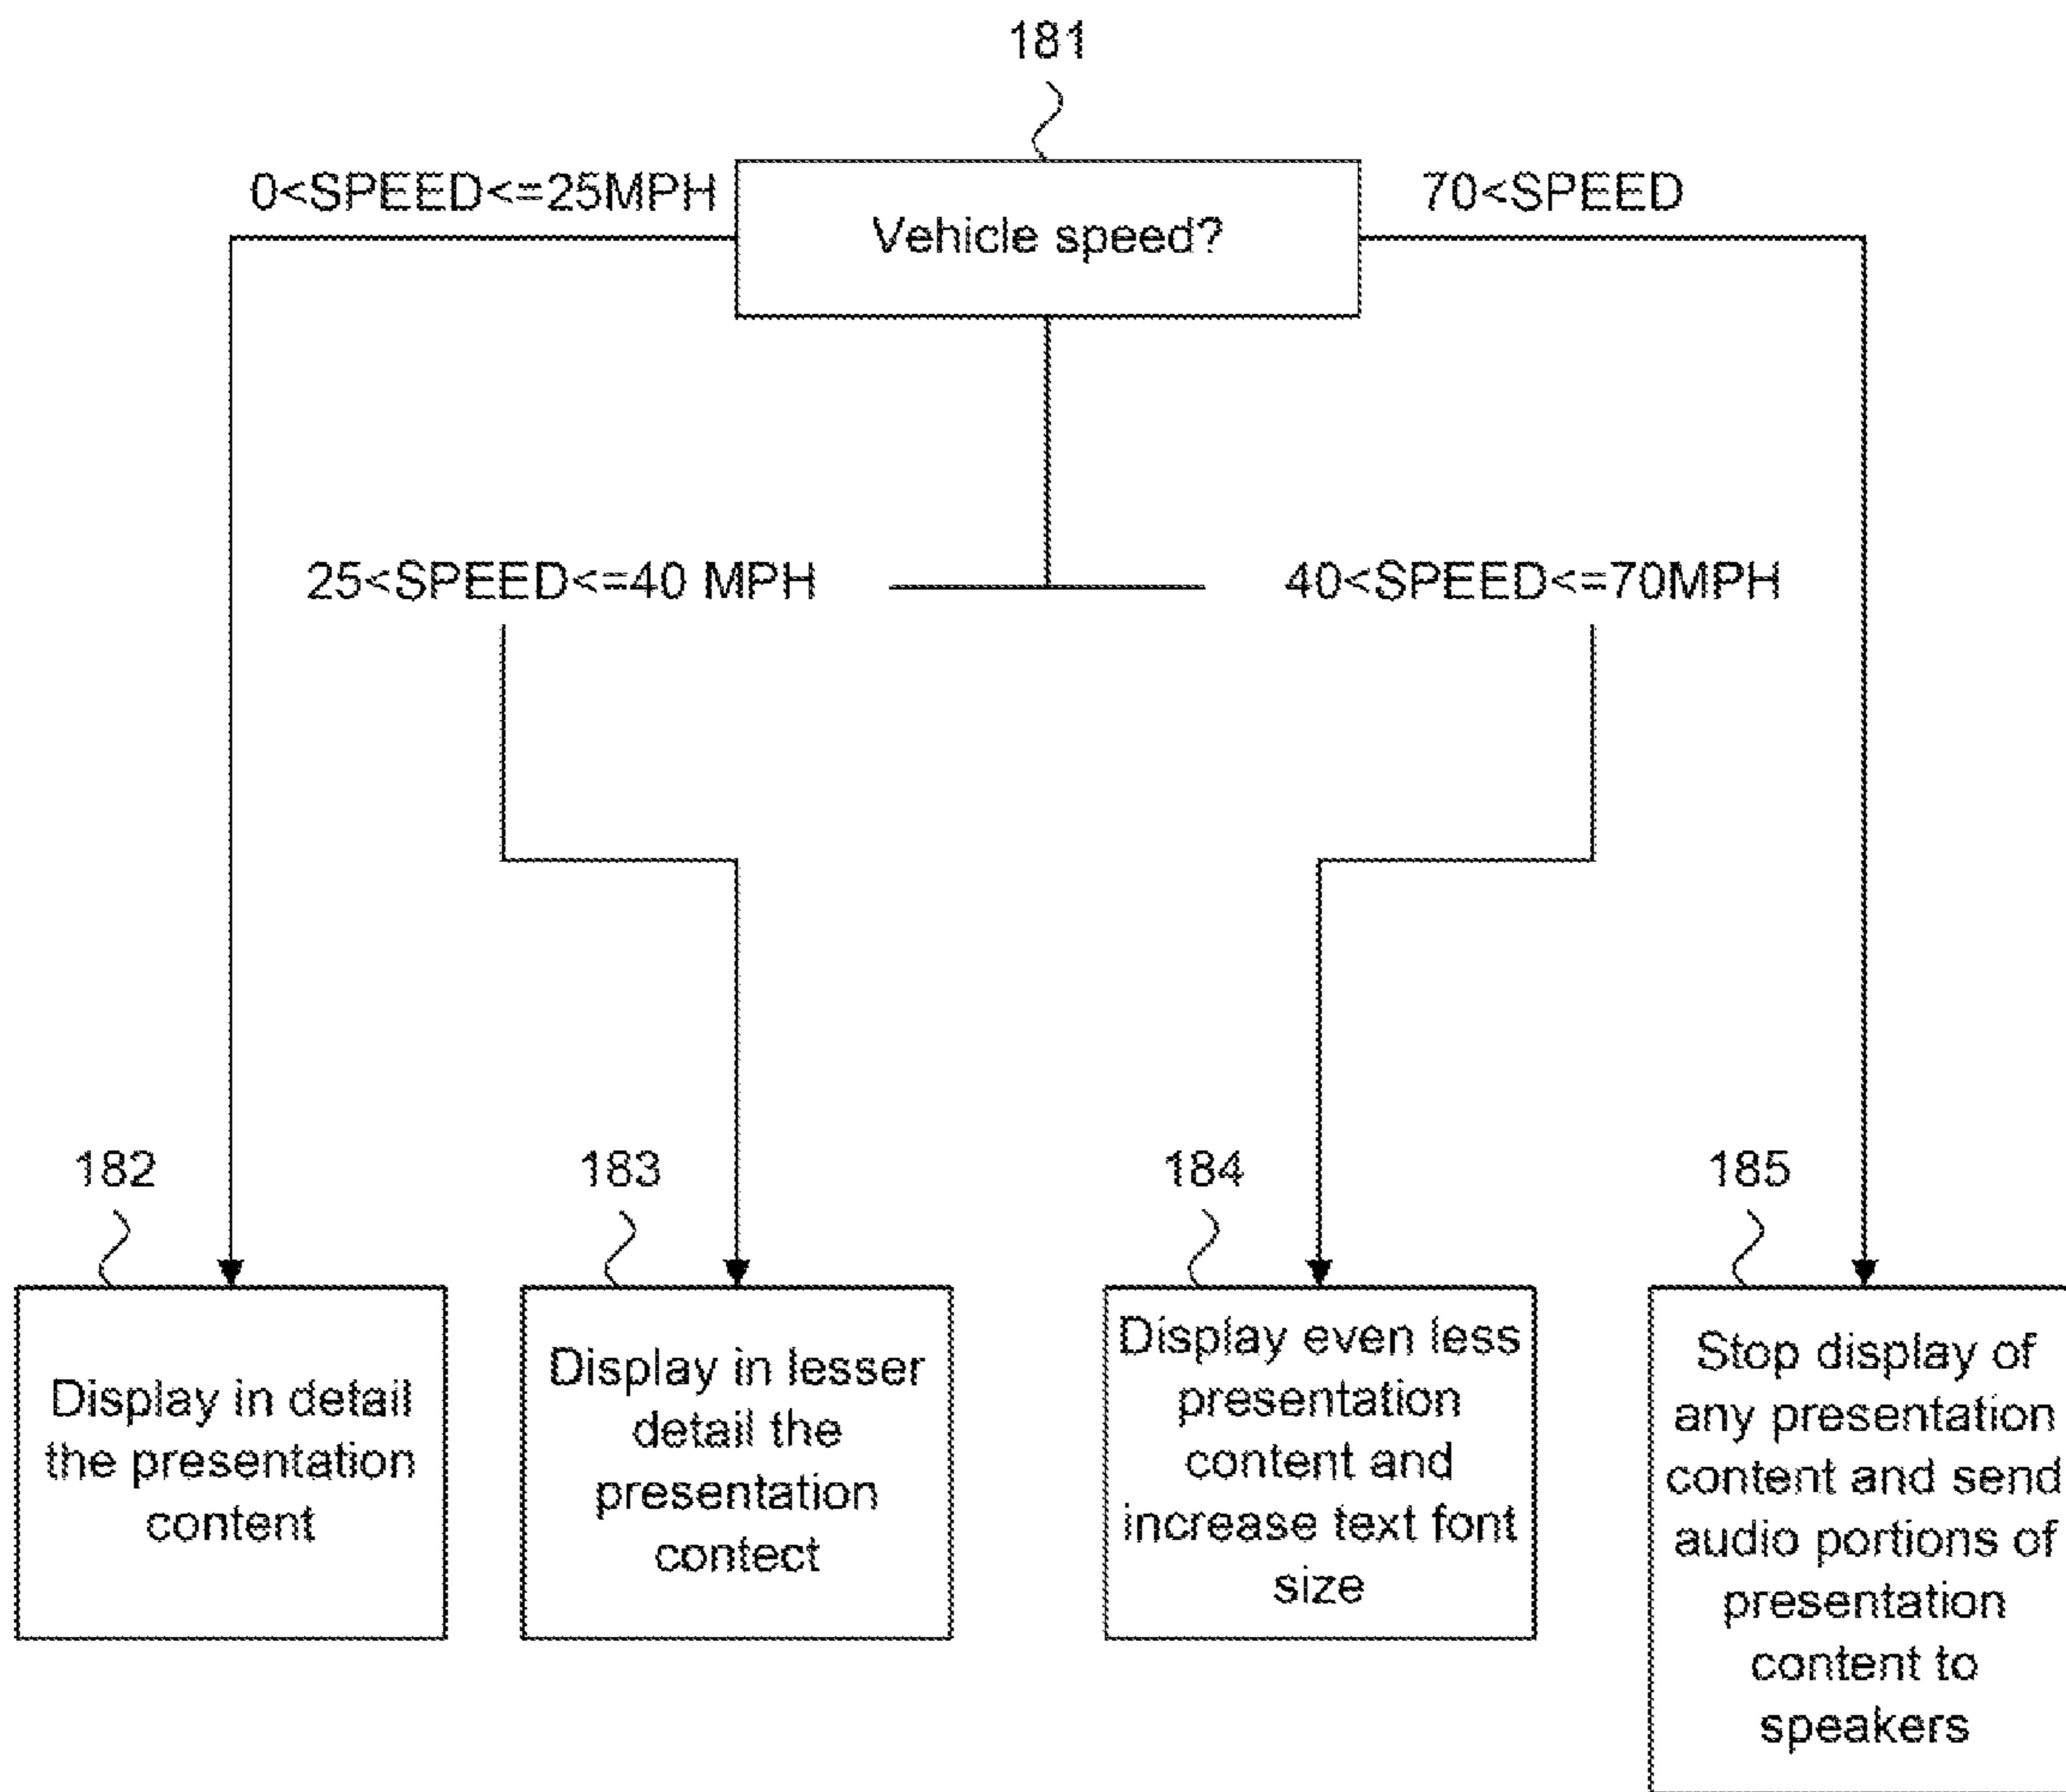 181
0<SPEED<=25MPH
Vehicle speed?
70<SPEED
25<SPEED<=40 MPH
40<SPEED<=70MPH
182
183
184
185
Display in detail
the presentation
content
Display in lesser
detail the
presentation
contect
Display even less
presentation
content and
increase text font
size
Stop display of
any presentation
content and send
audio portions of
presentation
content to
speakers